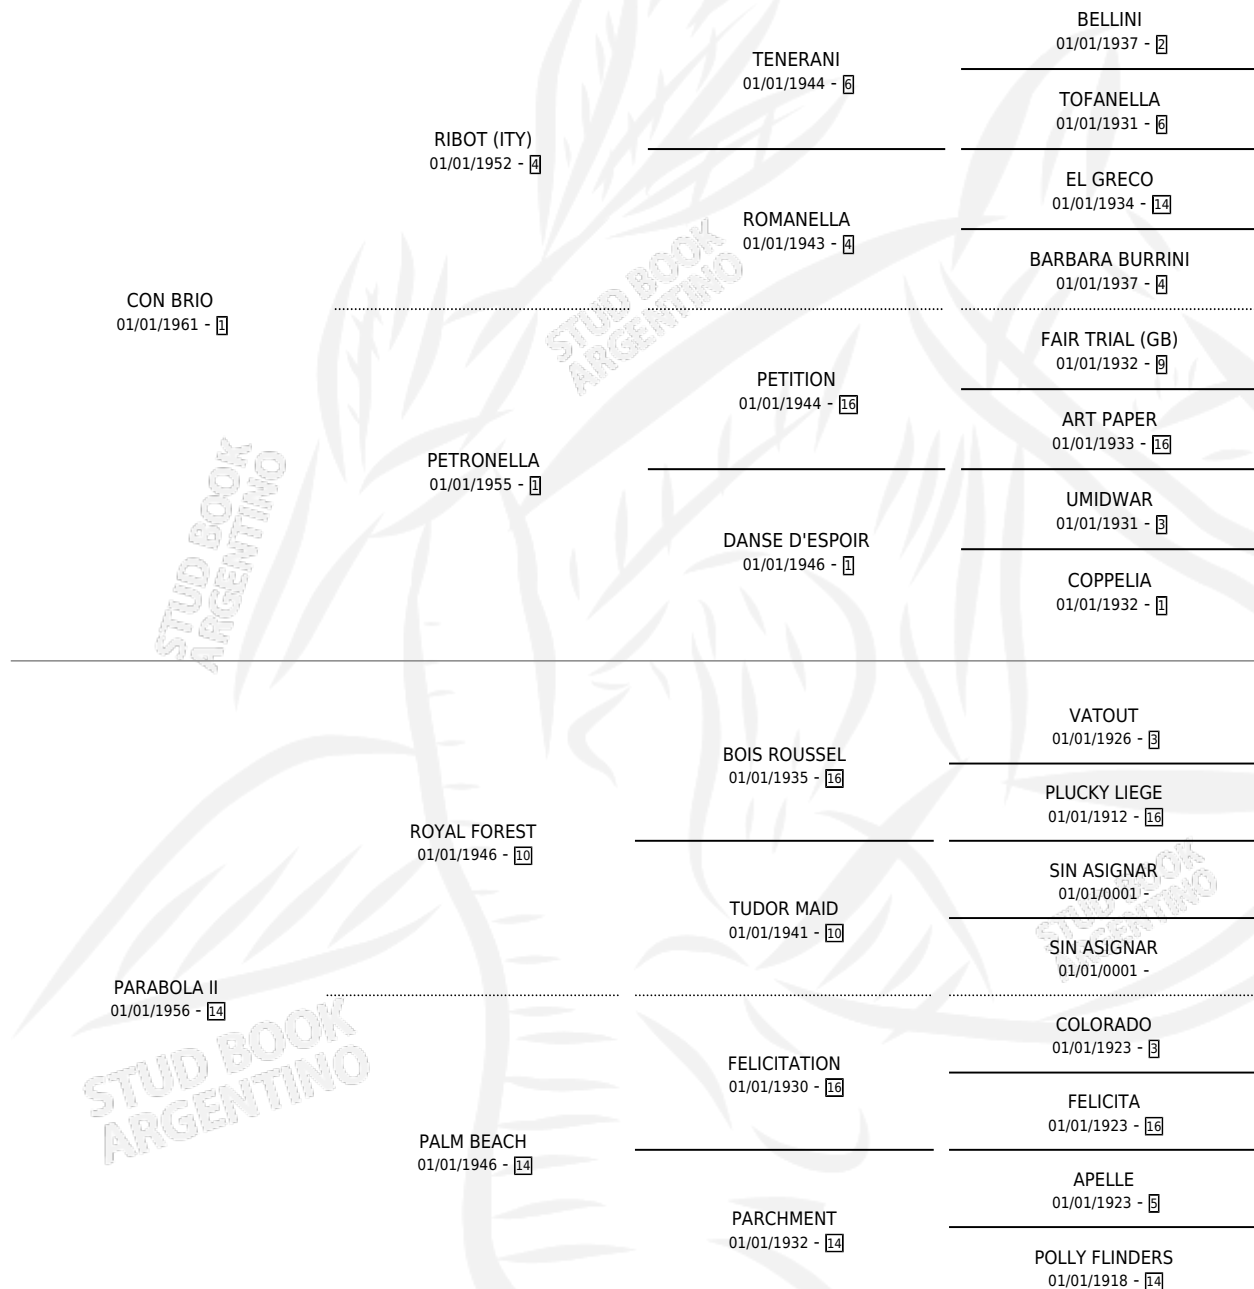 BELLINI
01/01/1937 - 2
TENERANI
01/01/1944 - 6
TOFANELLA
01/01/1931 - 6
RIBOT (ITY)
01/01/1952 - 4
EL GRECO
01/01/1934 - 14
ROMANELLA
01/01/1943 - 4
BARBARA BURRINI
01/01/1937 - 4
CON BRIO
01/01/1961 - 1
FAIR TRIAL (GB)
01/01/1932 - 9
PETITION
01/01/1944 - 16
ART PAPER
01/01/1933 - 16
PETRONELLA
01/01/1955 - 1
UMIDWAR
01/01/1931 - 3
DANSE D'ESPOIR
01/01/1946 - 1
COPPELIA
01/01/1932 - 1
VATOUT
01/01/1926 - 3
BOIS ROUSSEL
01/01/1935 - 16
PLUCKY LIEGE
01/01/1912 - 16
ROYAL FOREST
01/01/1946 - 10
SIN ASIGNAR
01/01/0001 -
TUDOR MAID
01/01/1941 - 10
SIN ASIGNAR
01/01/0001 -
PARABOLA II
01/01/1956 - 14
COLORADO
01/01/1923 - 3
FELICITATION
01/01/1930 - 16
FELICITA
01/01/1923 - 16
PALM BEACH
01/01/1946 - 14
APELLE
01/01/1923 - 5
PARCHMENT
01/01/1932 - 14
POLLY FLINDERS
01/01/1918 - 14
STUD BOOK
ARGENTINO
STUD BOOK
ARGENTINO
STUD BOOK
ARGENTINO
STUD BOOK
ARGENTINO